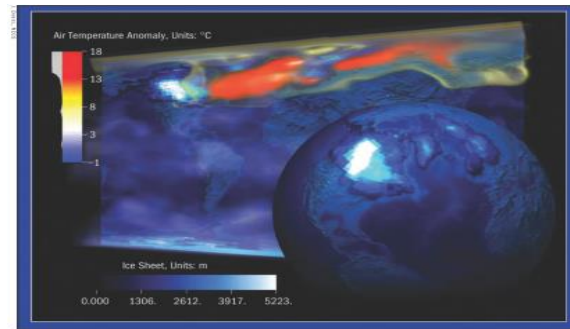 Air Temperature Anomaly, Units: °C
18
13
8
3
-1
Ice Sheet, Units: m
0.000 1306. 2612. 3917. 5223.